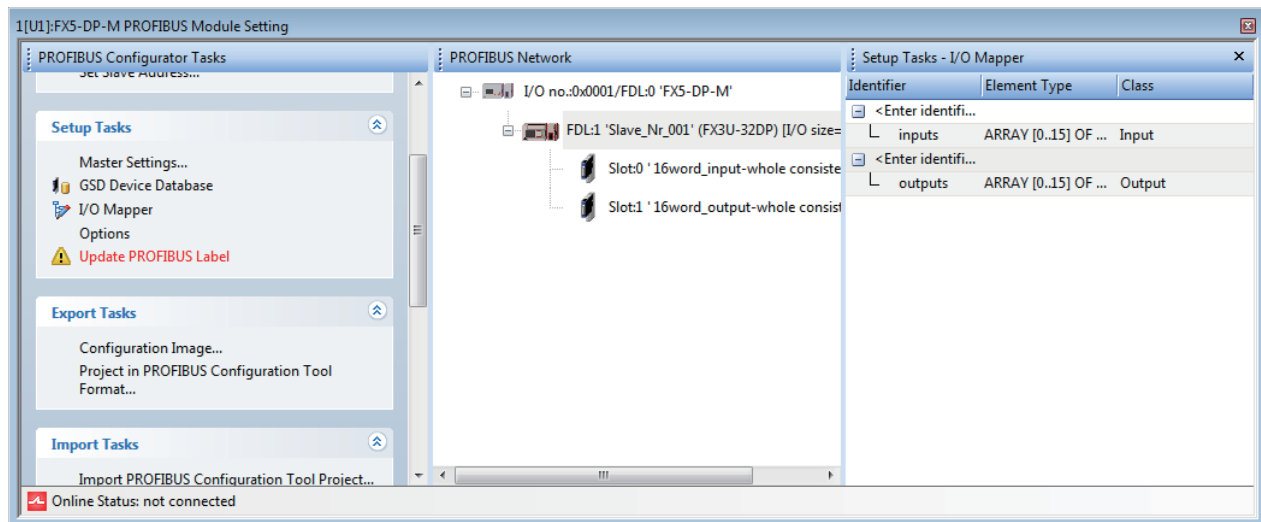 1[U1]:FX5-DP-M PROFIBUS Module Setting
PROFIBUS Configurator Tasks
Set Slave Address...
Setup Tasks
Master Settings...
GSD Device Database
I/O Mapper
Options
Update PROFIBUS Label
Export Tasks
Configuration Image...
Project in PROFIBUS Configuration Tool
Format...
Import Tasks
Import PROFIBUS Configuration Tool Project...
PROFIBUS Network
I/O no.:0x0001/FDL:0 'FX5-DP-M'
FDL:1 'Slave_Nr_001' (FX3U-32DP) [I/O size=
Slot:0 ' 16word_input-whole consiste
Slot:1 ' 16word_output-whole consist
Setup Tasks - I/O Mapper
Identifier Element Type Class
<Enter identifi...
inputs ARRAY [0..15] OF ... Input
<Enter identifi...
outputs ARRAY [0..15] OF ... Output
Online Status: not connected